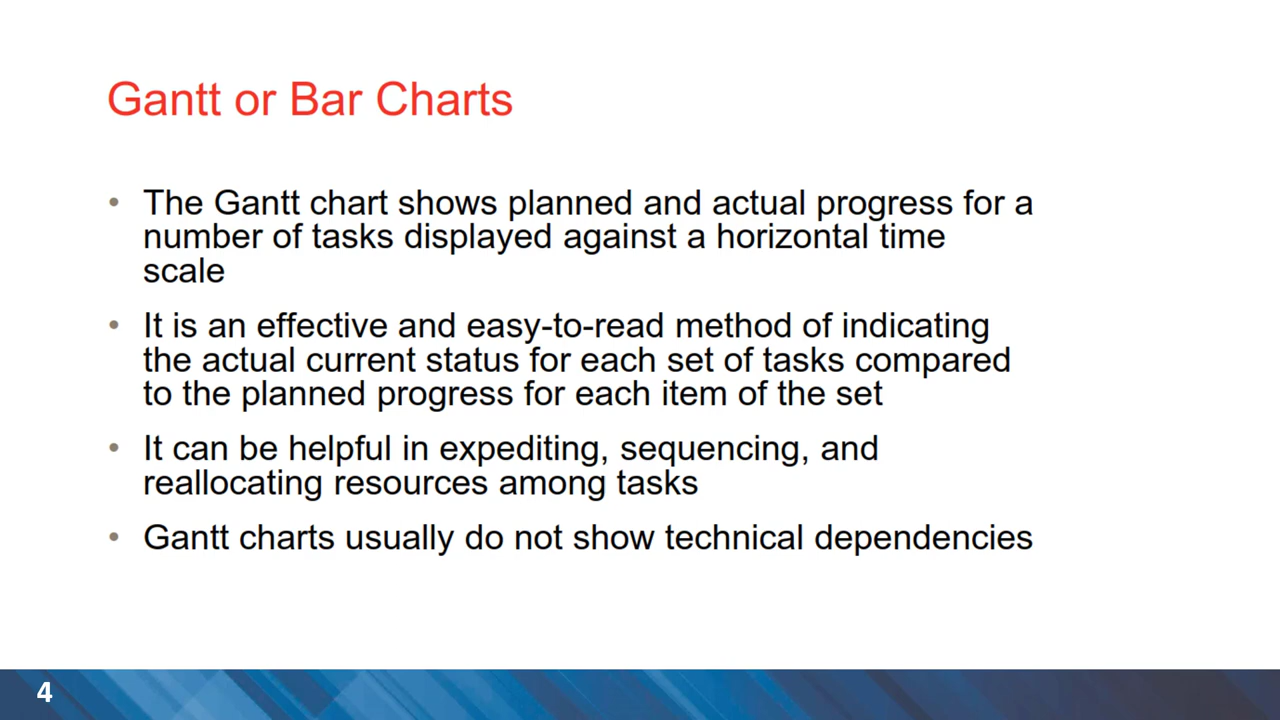 Gantt or Bar Charts
• The Gantt chart shows planned and actual progress for a
number of tasks displayed against a horizontal time
scale
• It is an effective and easy-to-read method of indicating
the actual current status for each set of tasks compared
to the planned progress for each item of the set
• It can be helpful in expediting, sequencing, and
reallocating resources among tasks
• Gantt charts usually do not show technical dependencies
4